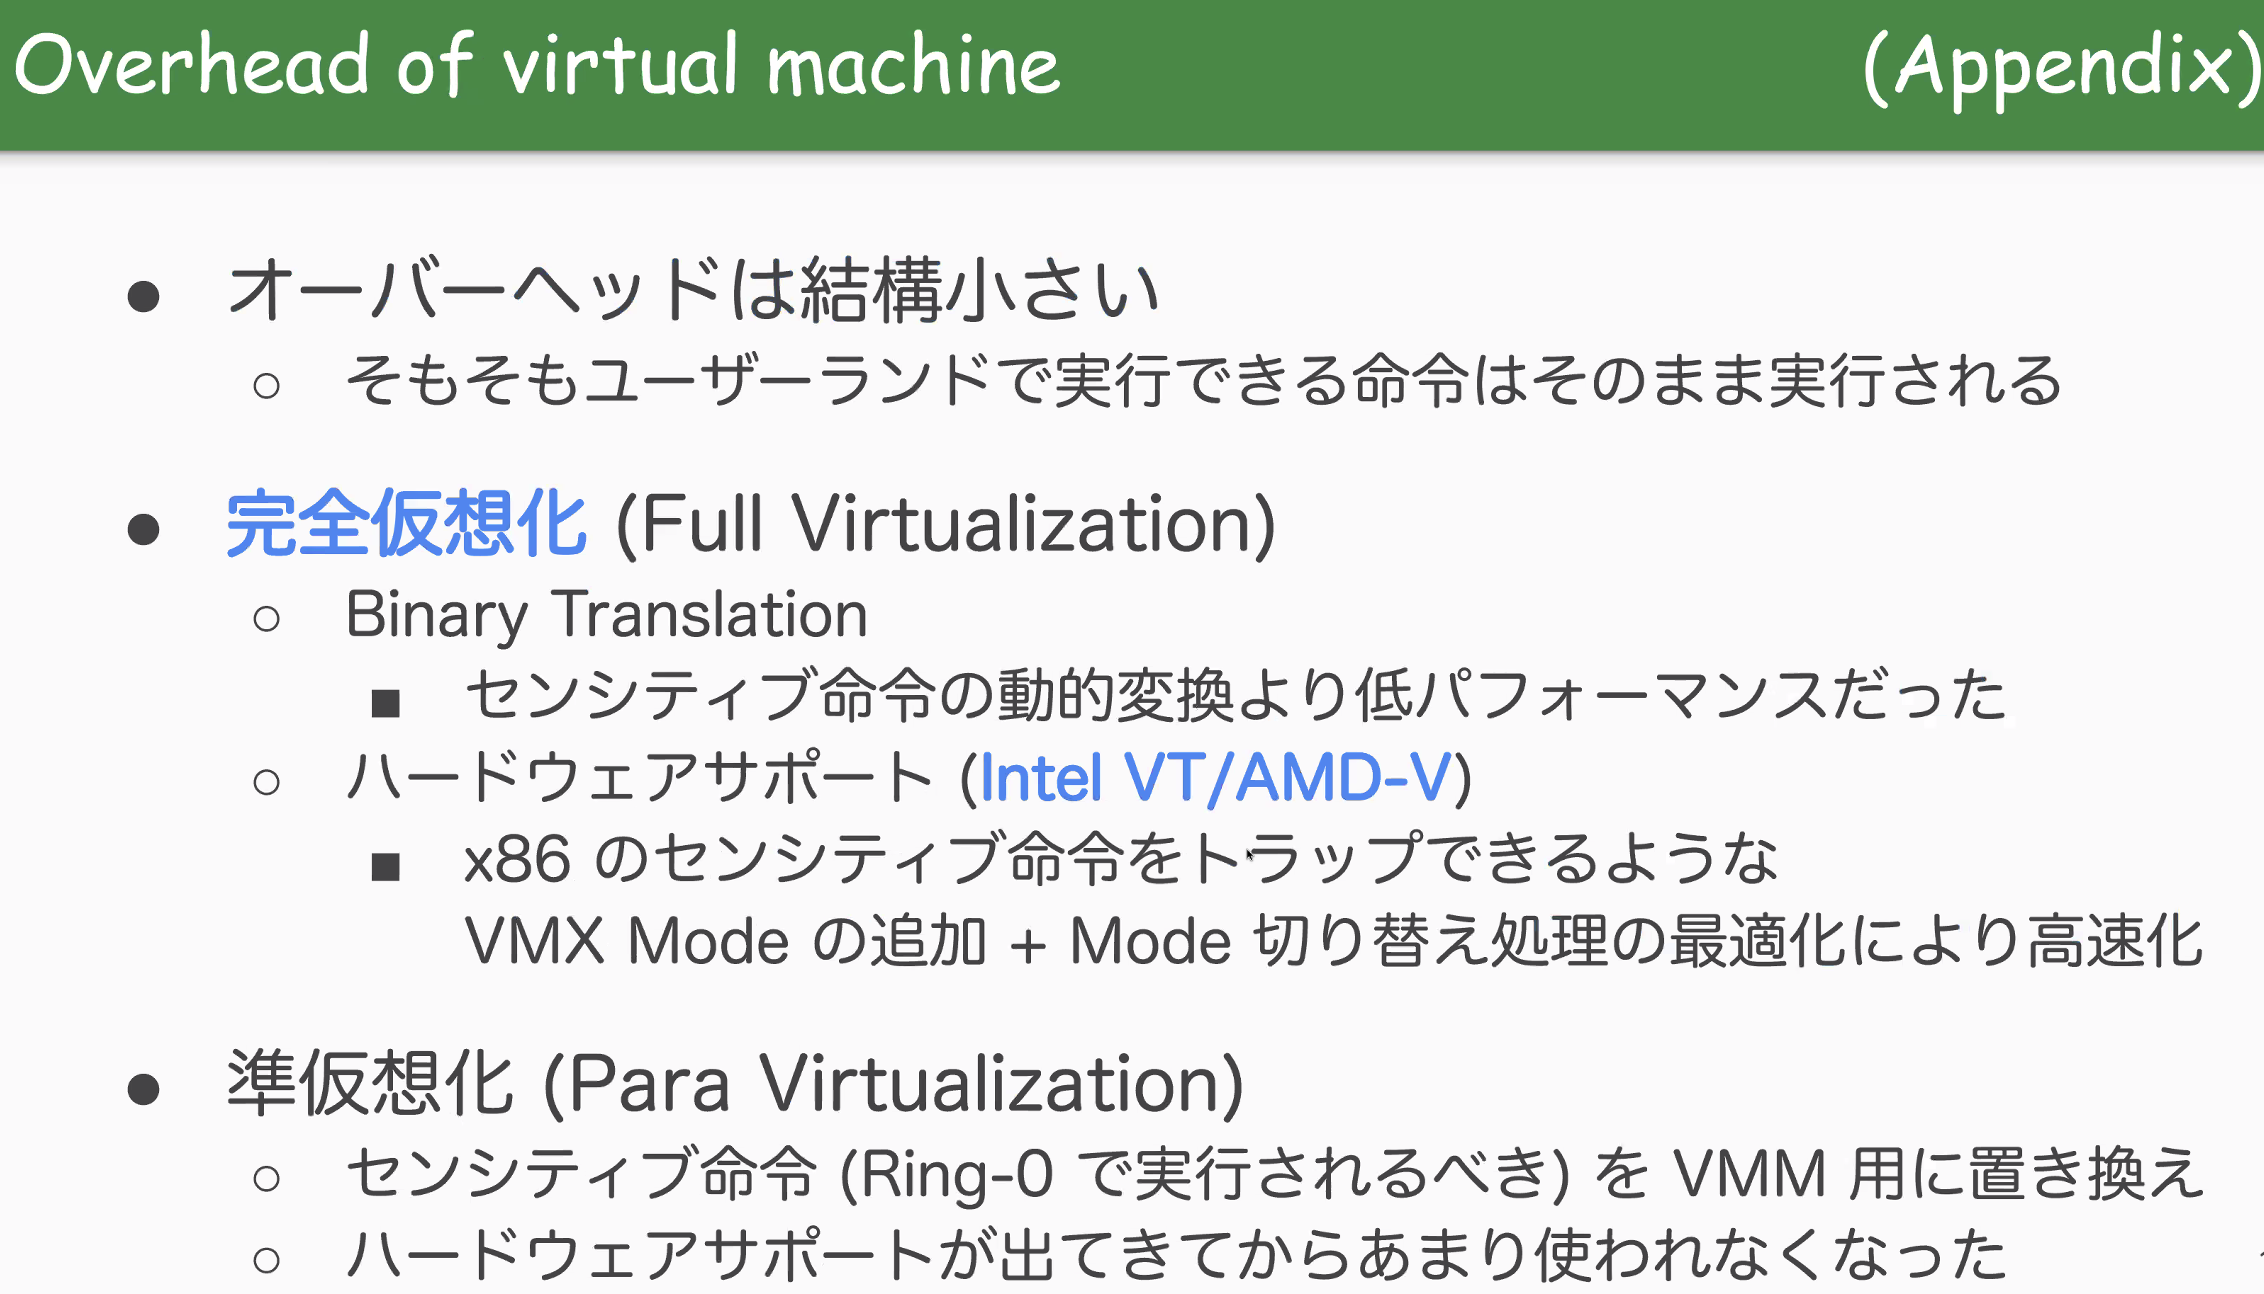 Overhead of virtual machine (Appendix)
● オーバーヘッドは結構小さい
○ そもそもユーザーランドで実行できる命令はそのまま実行される
● 完全仮想化 (Full Virtualization)
○ Binary Translation
■ センシティブ命令の動的変換より低パフォーマンスだった
○ ハードウェアサポート (Intel VT/AMD-V)
■ x86 のセンシティブ命令をトラップできるような
VMX Mode の追加 + Mode 切り替え処理の最適化により高速化
● 準仮想化 (Para Virtualization)
○ センシティブ命令 (Ring-0 で実行されるべき) を VMM 用に置き換え
○ ハードウェアサポートが出てきてからあまり使われなくなった